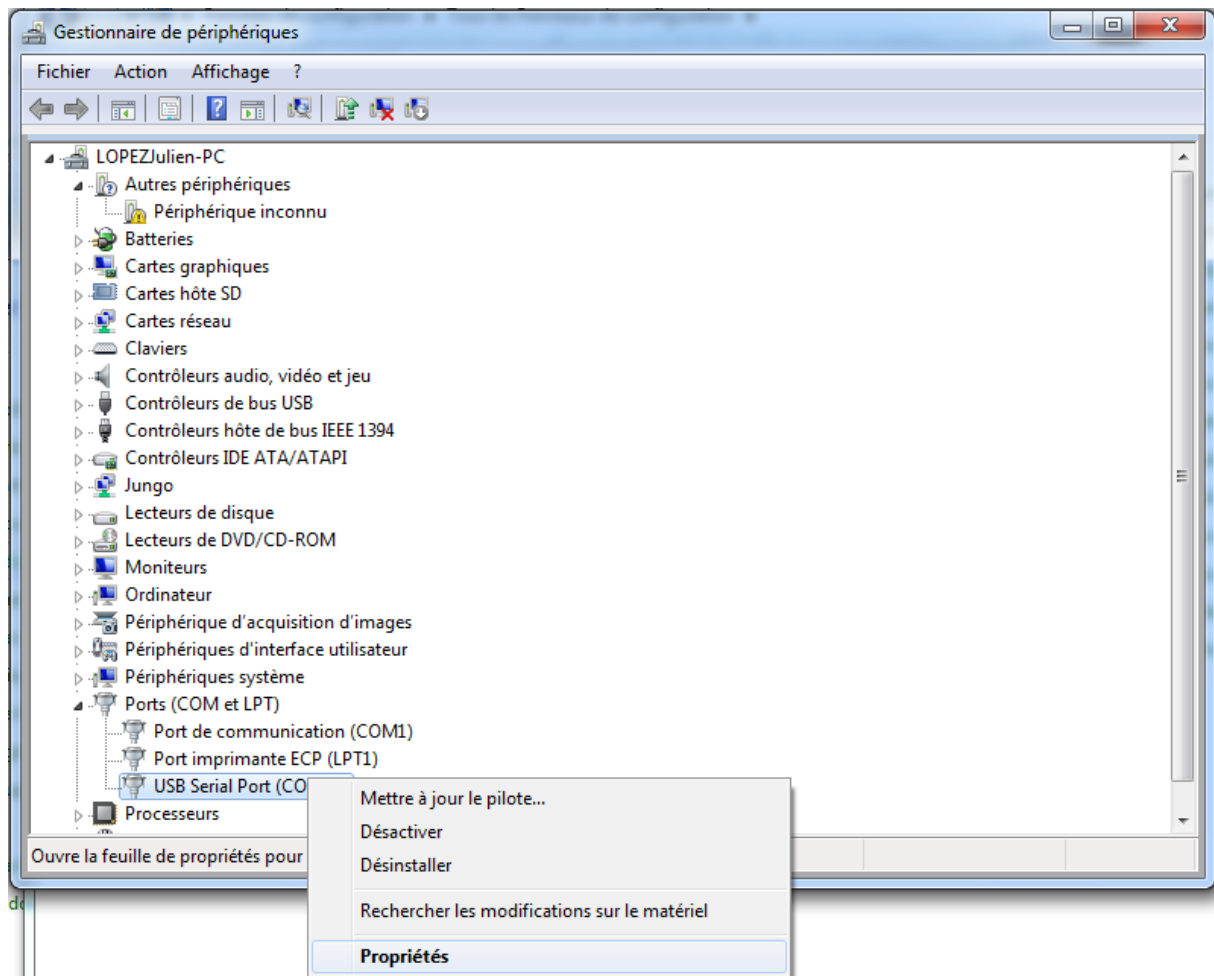 Gestionnaire de périphériques
Fichier Action Affichage ?
LOPEZJulien-PC
Autres périphériques
Périphérique inconnu
Batteries
Cartes graphiques
Cartes hôte SD
Cartes réseau
Claviers
Contrôleurs audio, vidéo et jeu
Contrôleurs de bus USB
Contrôleurs hôte de bus IEEE 1394
Contrôleurs IDE ATA/ATAPI
Jungo
Lecteurs de disque
Lecteurs de DVD/CD-ROM
Moniteurs
Ordinateur
Périphérique d'acquisition d'images
Périphériques d'interface utilisateur
Périphériques système
Ports (COM et LPT)
Port de communication (COM1)
Port imprimante ECP (LPT1)
USB Serial Port (CO
Processeurs
Ouvre la feuille de propriétés pour
Mettre à jour le pilote...
Désactiver
Désinstaller
Rechercher les modifications sur le matériel
Propriétés